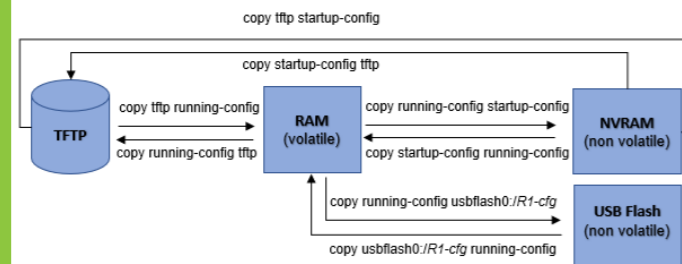 copy tftp startup-config
copy startup-config tftp
copy tftp running-config
RAM
(volatile)
copy running-config startup-config
NVRAM
(non volatile)
TFTP
copy running-config tftp
copy startup-config running-config
copy running-config usbflash0:/R1-cfg
USB Flash
(non volatile)
copy usbflash0:/R1-cfg running-config